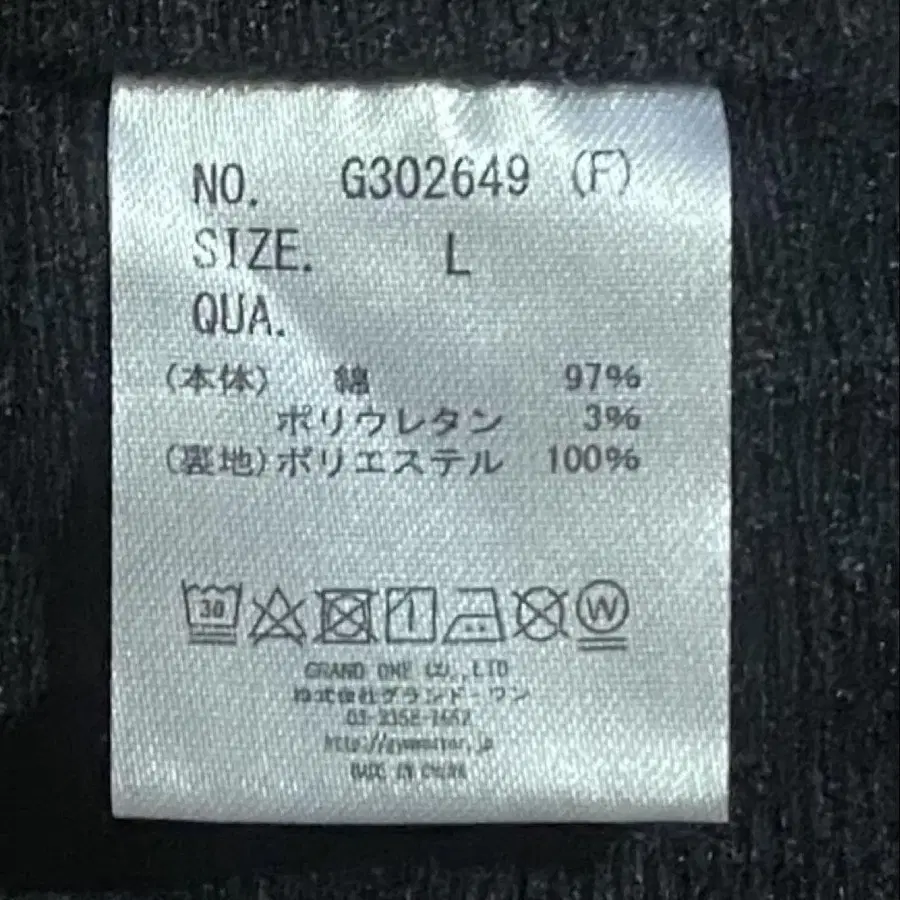 NO. G302649 (F)
SIZE. L
QUA.
(本体) 綿 97%
ポリウレタン 3%
(裏地) ポリエステル 100%
30
W
GRAND ONE CO.,LTD
株式会社グランド・ワン
MADE IN CHINA